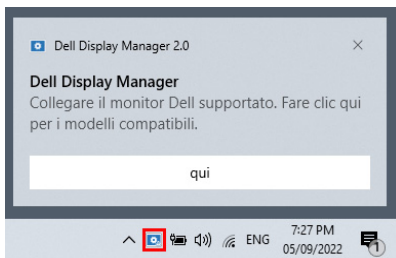 Dell Display Manager 2.0
Dell Display Manager
Collegare il monitor Dell supportato. Fare clic qui
per i modelli compatibili.
qui
ENG
7:27 PM
05/09/2022
1